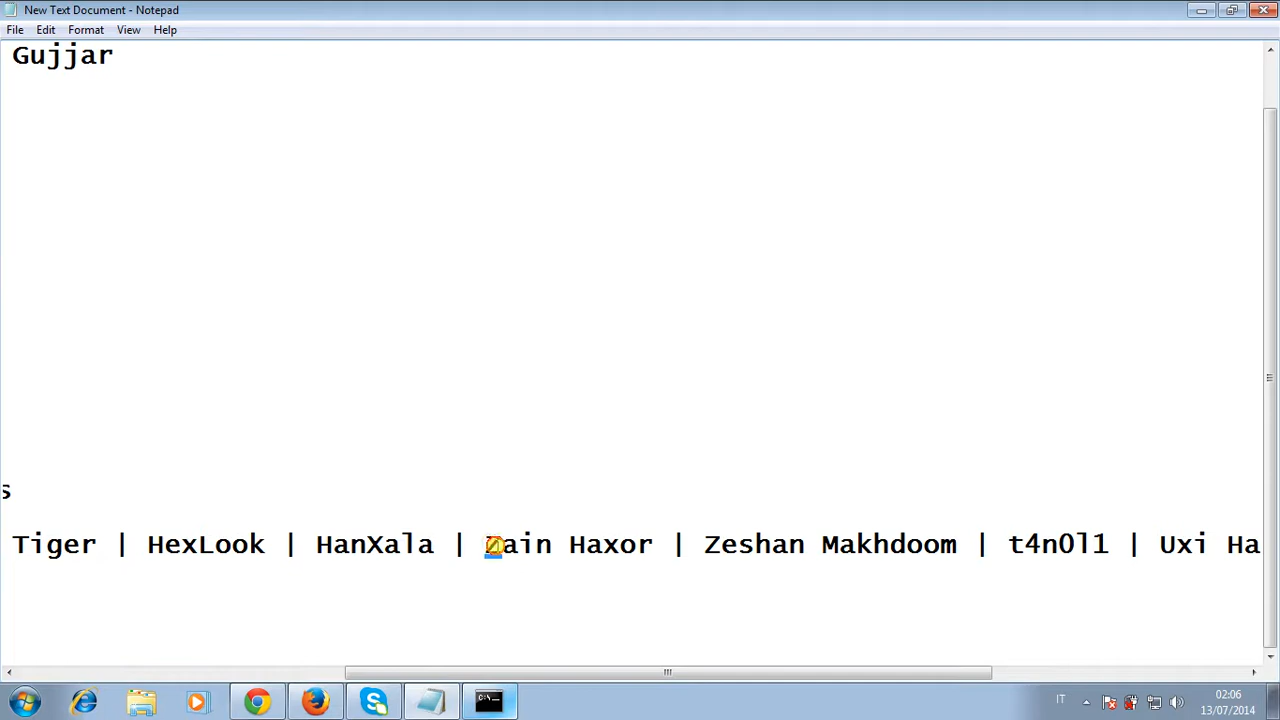 New Text Document - Notepad
File Edit Format View Help
Gujjar
s
Tiger | HexLook | HanXala | Zain Haxor | Zeshan Makhdoom | t4n0l1 | Uxi Ha
IT
02:06
13/07/2014